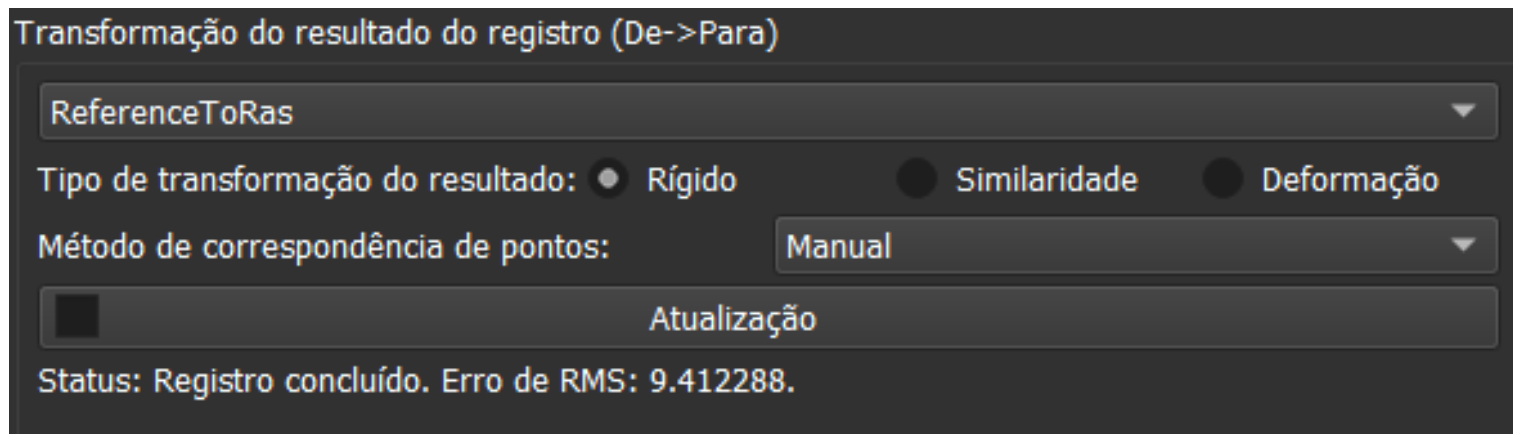 Transformação do resultado do registro (De->Para)
ReferenceToRas
Tipo de transformação do resultado: Rígido Similaridade Deformação
Método de correspondência de pontos: Manual
Atualização
Status: Registro concluído. Erro de RMS: 9.412288.